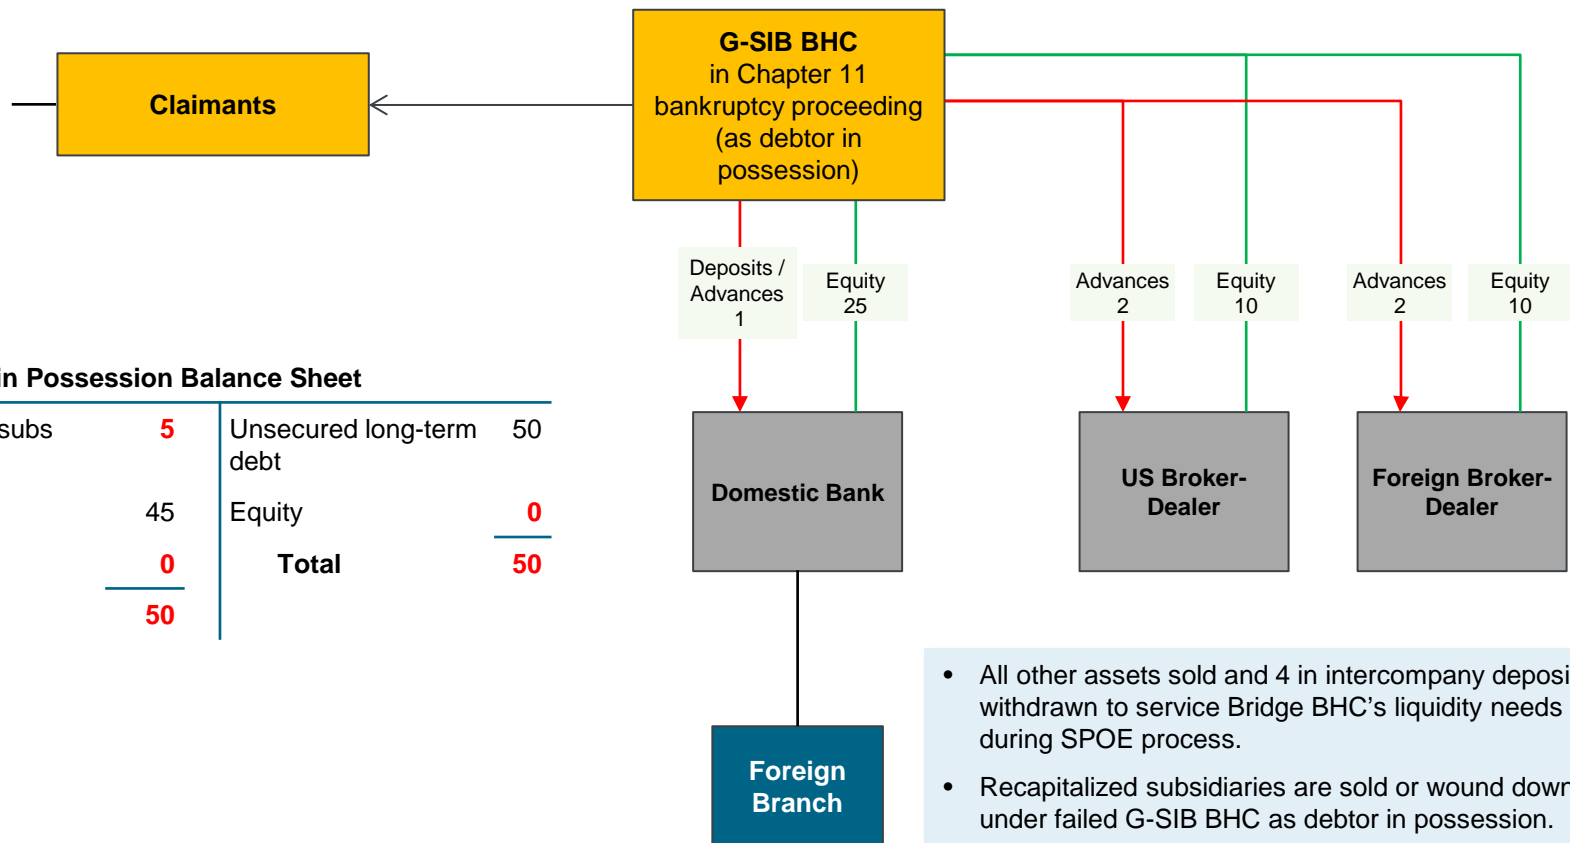 G-SIB BHC
in Chapter 11
bankruptcy proceeding
(as debtor in
possession)
Claimants
Deposits /
Advances
1
Equity
25
Advances
2
Equity
10
Advances
2
Equity
10
in Possession Balance Sheet
subs 5 Unsecured long-term 50
debt
45 Equity 0
0 Total 50
50
Domestic Bank
US Broker-
Dealer
Foreign Broker-
Dealer
Foreign
Branch
• All other assets sold and 4 in intercompany
withdrawn to service Bridge BHC's liquidity needs
during SPOE process.
• Recapitalized subsidiaries are sold or wound down
under failed G-SIB BHC as debtor in possession.